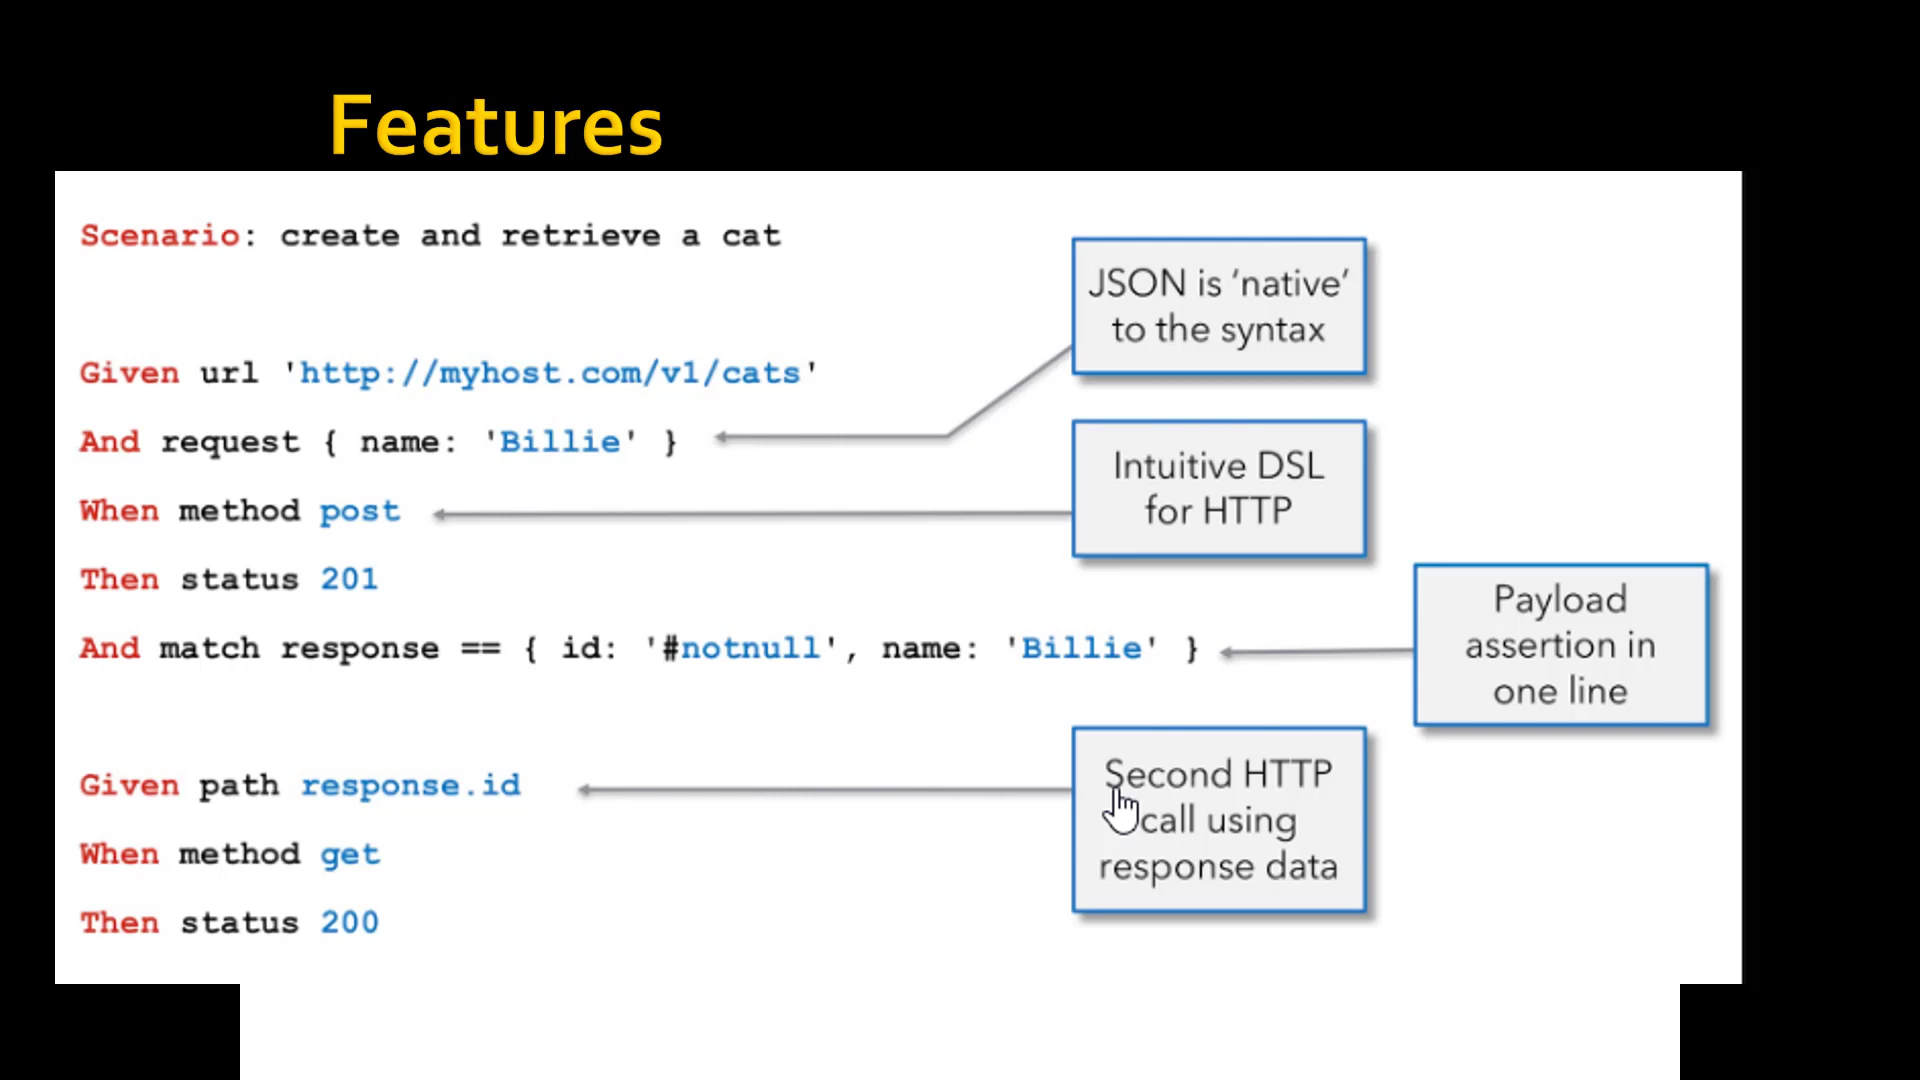 Features
Scenario: create and retrieve a cat
Given url 'http://myhost.com/v1/cats'
And request { name: 'Billie' }
When method post
Then status 201
And match response == { id: '#notnull', name: 'Billie' }
Given path response.id
When method get
Then status 200
JSON is ‘native’
to the syntax
Intuitive DSL
for HTTP
Payload
assertion in
one line
Second HTTP
call using
response data